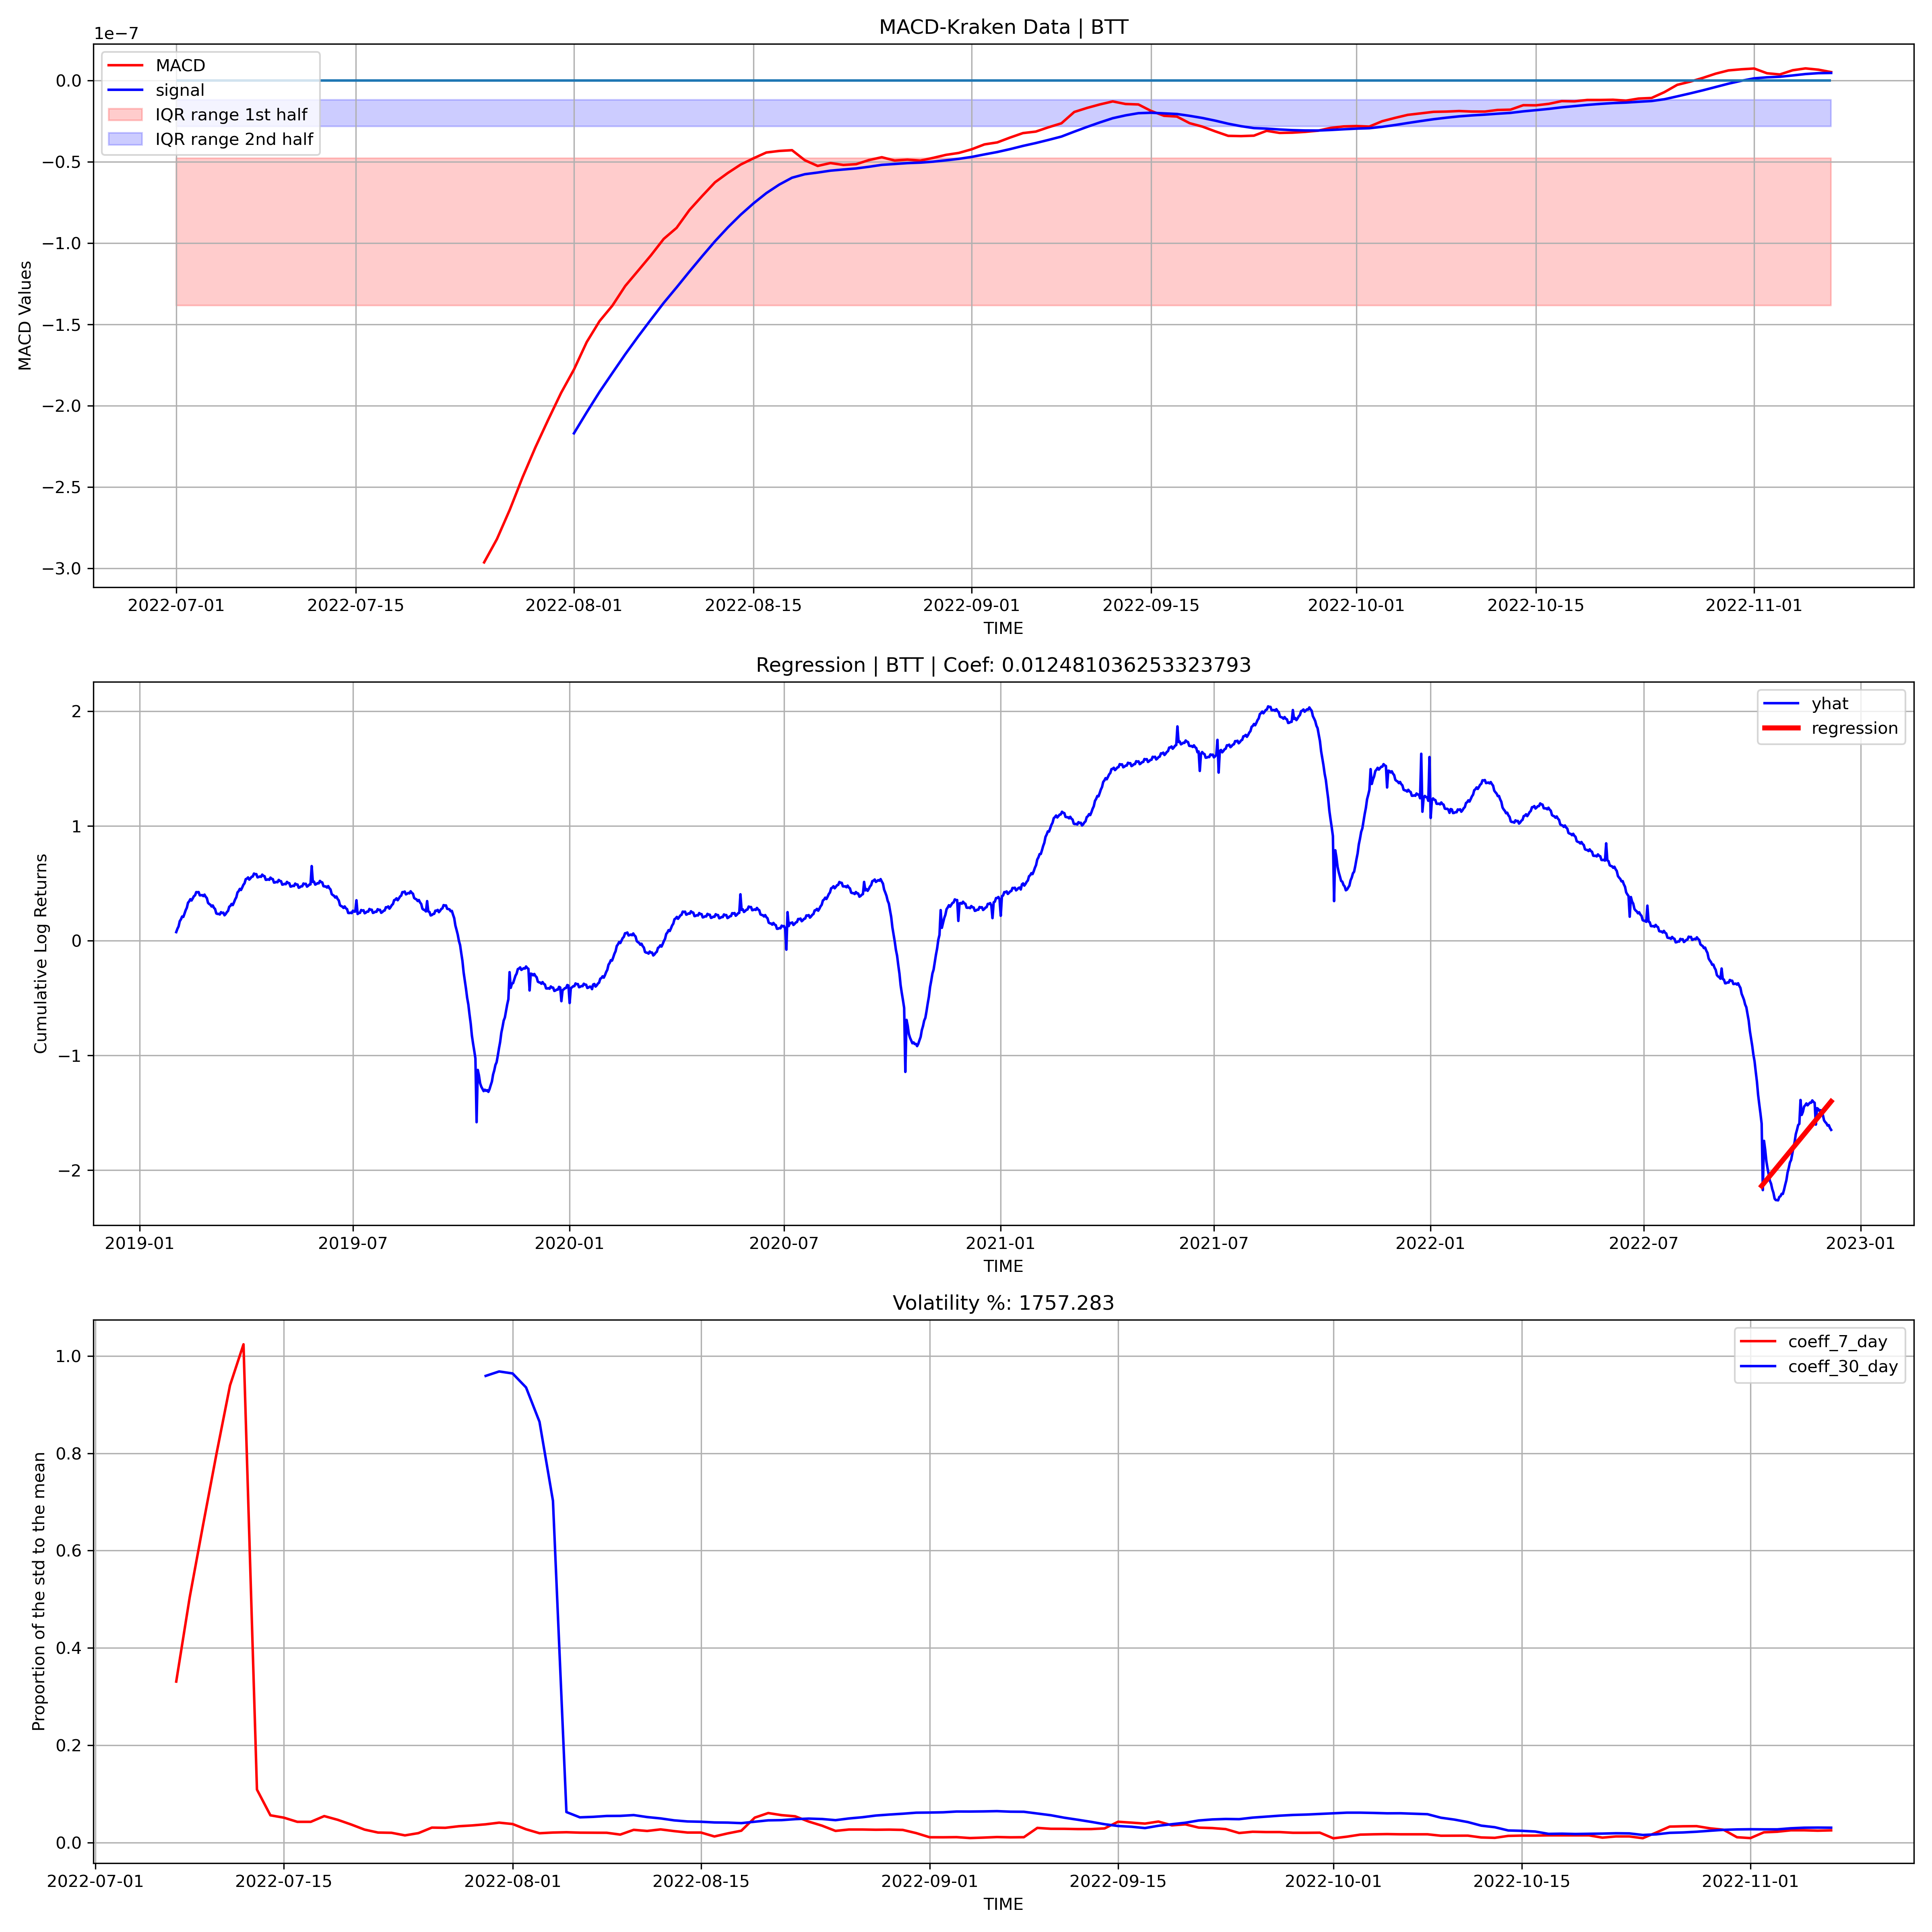 MACD-Kraken Data | BTT
1e−7
MACD
signal
IQR range 1st half
IQR range 2nd half
0.0
−0.5
−1.0
−1.5
−2.0
−2.5
−3.0
MACD Values
2022-07-01 2022-07-15 2022-08-01 2022-08-15 2022-09-01 2022-09-15 2022-10-01 2022-10-15 2022-11-01
TIME
Regression | BTT | Coef: 0.012481036253323793
yhat
regression
2
1
0
−1
−2
Cumulative Log Returns
2019-01 2019-07 2020-01 2020-07 2021-01 2021-07 2022-01 2022-07 2023-01
TIME
Volatility %: 1757.283
coeff_7_day
coeff_30_day
1.0
0.8
0.6
0.4
0.2
0.0
Proportion of the std to the mean
2022-07-01 2022-07-15 2022-08-01 2022-08-15 2022-09-01 2022-09-15 2022-10-01 2022-10-15 2022-11-01
TIME